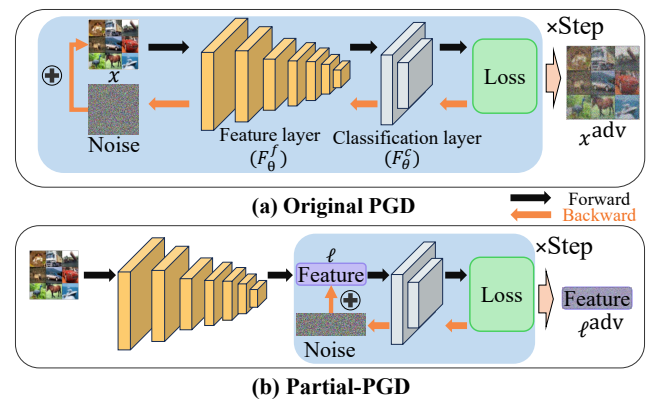 ×Step
x
Loss
Noise
Feature layer
(F_θ^f)
Classification layer
(F_θ^c)
x^adv
(a) Original PGD
Forward
Backward
×Step
ℓ
Feature
Loss
Feature
Noise
ℓ^adv
(b) Partial-PGD